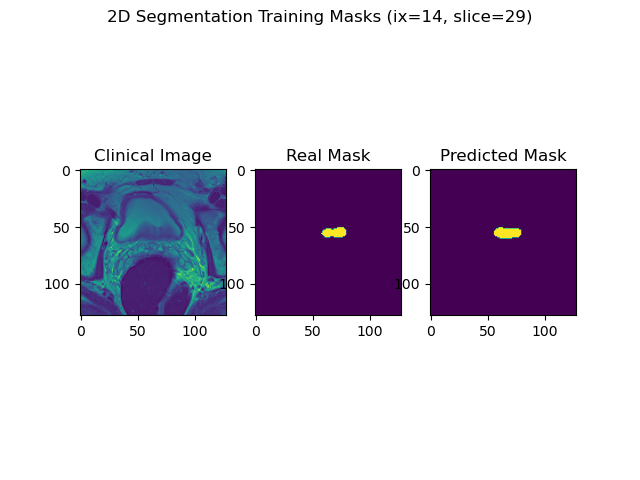 2D Segmentation Training Masks (ix=14, slice=29)
Clinical Image Real Mask Predicted Mask
0 0 0
50 50 50
100 100 100
0 50 100 0 50 100 0 50 100